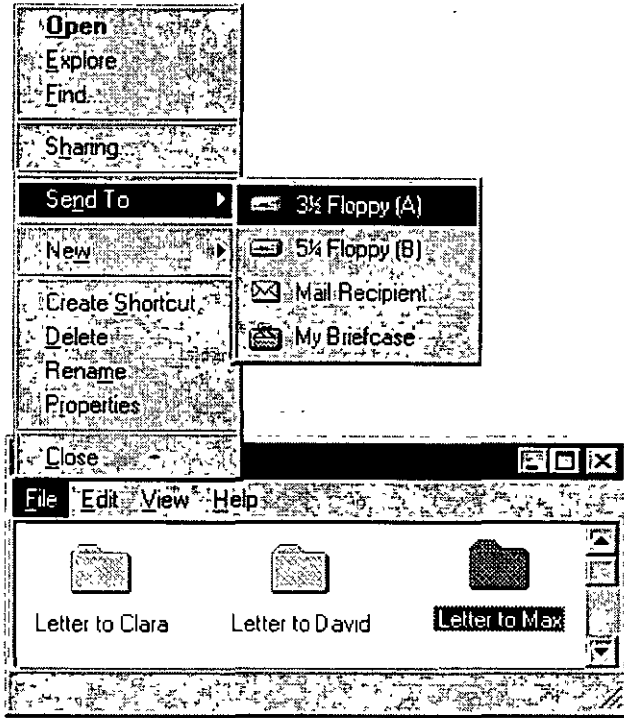 Open
Explore
Find...
Sharing...
Send To
New
Create Shortcut
Delete
Rename
Properties
Close
3½ Floppy (A)
5¼ Floppy (B)
Mail Recipient
My Briefcase
File Edit View Help
Letter to Clara Letter to David Letter to Max